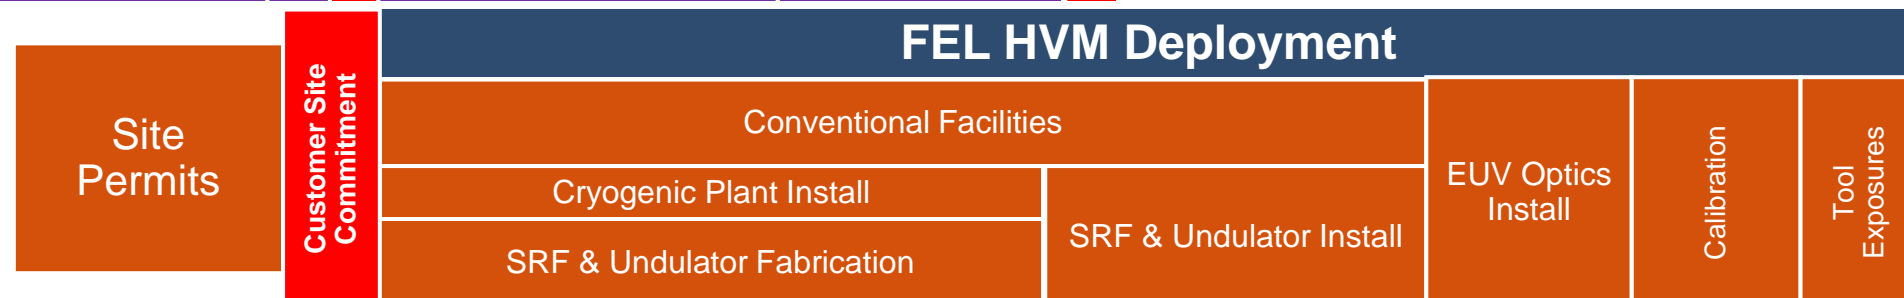 Site
Permits
Customer Site
Commitment
FEL HVM Deployment
Conventional Facilities
Cryogenic Plant Install
SRF & Undulator Fabrication
SRF & Undulator Install
EUV Optics
Install
Calibration
Tool
Exposures